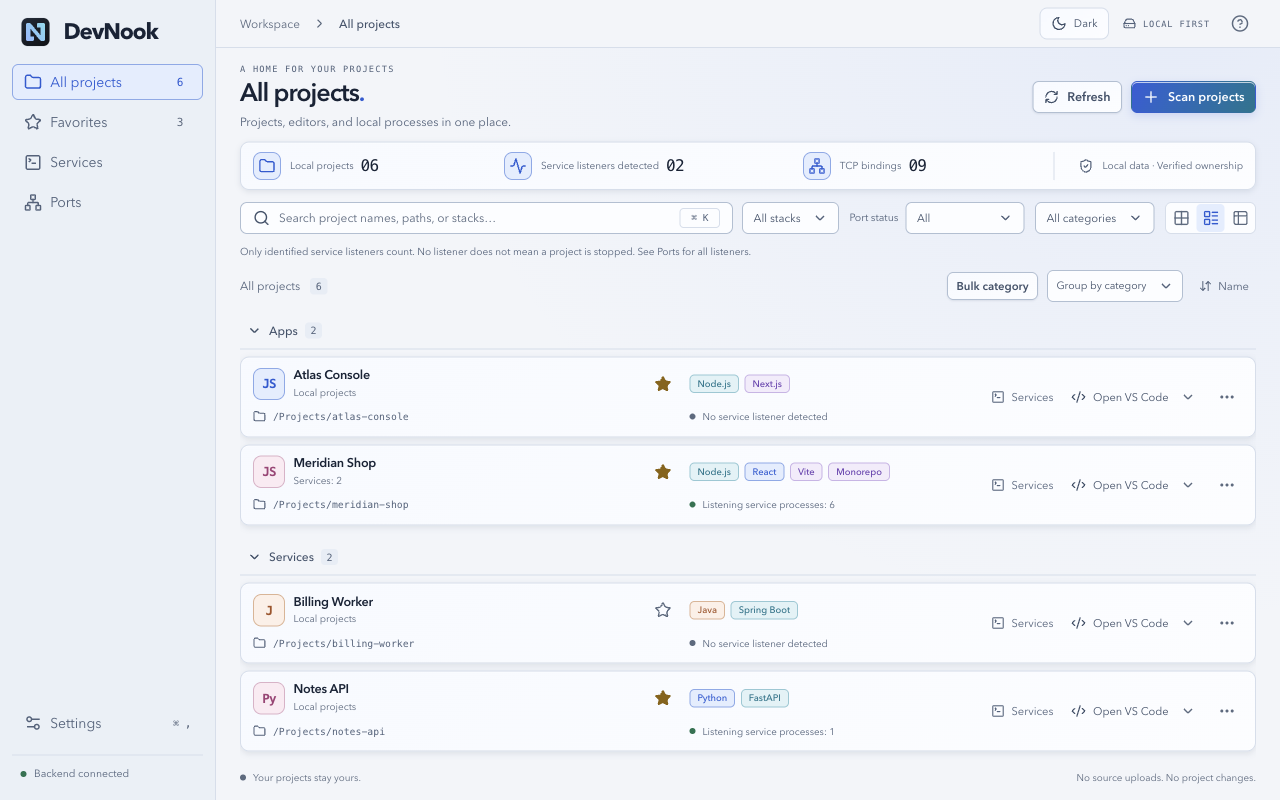 DevNook
All projects 6
Favorites 3
Services
Ports
Settings ⌘ ,
Backend connected
Workspace > All projects
Dark
LOCAL FIRST
A HOME FOR YOUR PROJECTS
All projects.
Projects, editors, and local processes in one place.
Refresh
Scan projects
Local projects 06
Service listeners detected 02
TCP bindings 09
Local data · Verified ownership
Search project names, paths, or stacks… ⌘ K
All stacks
Port status All
All categories
Only identified service listeners count. No listener does not mean a project is stopped. See Ports for all listeners.
All projects 6
Bulk category
Group by category
Name
Apps 2
JS Atlas Console
Local projects
/Projects/atlas-console
Node.js Next.js
No service listener detected
Services Open VS Code
JS Meridian Shop
Services: 2
/Projects/meridian-shop
Node.js React Vite Monorepo
Listening service processes: 6
Services Open VS Code
Services 2
J Billing Worker
Local projects
/Projects/billing-worker
Java Spring Boot
No service listener detected
Services Open VS Code
Py Notes API
Local projects
/Projects/notes-api
Python FastAPI
Listening service processes: 1
Services Open VS Code
Your projects stay yours.
No source uploads. No project changes.